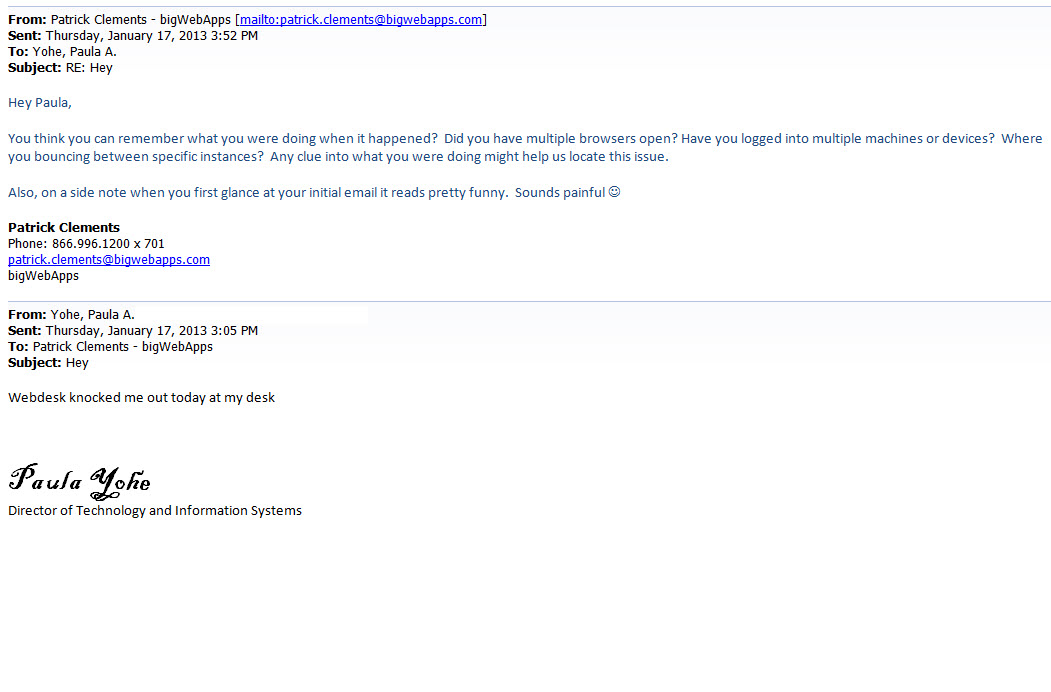 From: Patrick Clements - bigWebApps [mailto:patrick.clements@bigwebapps.com]
Sent: Thursday, January 17, 2013 3:52 PM
To: Yohe, Paula A.
Subject: RE: Hey
Hey Paula,
You think you can remember what you were doing when it happened?  Did you have multiple browsers open? Have you logged into multiple machines or devices?  Where
you bouncing between specific instances?  Any clue into what you were doing might help us locate this issue.
Also, on a side note when you first glance at your initial email it reads pretty funny.  Sounds painful ☺
Patrick Clements
Phone: 866.996.1200 x 701
patrick.clements@bigwebapps.com
bigWebApps
From: Yohe, Paula A.
Sent: Thursday, January 17, 2013 3:05 PM
To: Patrick Clements - bigWebApps
Subject: Hey
Webdesk knocked me out today at my desk
Paula Yohe
Director of Technology and Information Systems